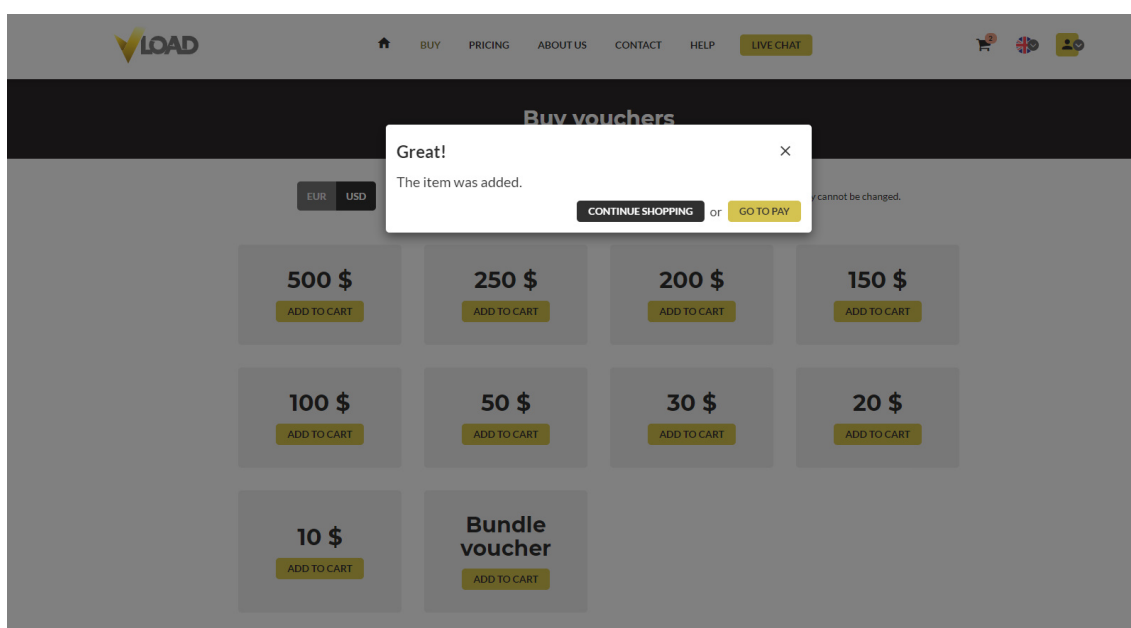 VLOAD
BUY PRICING ABOUT US CONTACT HELP LIVE CHAT 2
Buy vouchers
Great!
The item was added.
CONTINUE SHOPPING or GO TO PAY
EUR USD
cannot be changed.
500 $ 250 $ 200 $ 150 $
ADD TO CART ADD TO CART ADD TO CART ADD TO CART
100 $ 50 $ 30 $ 20 $
ADD TO CART ADD TO CART ADD TO CART ADD TO CART
10 $
ADD TO CART
Bundle
voucher
ADD TO CART